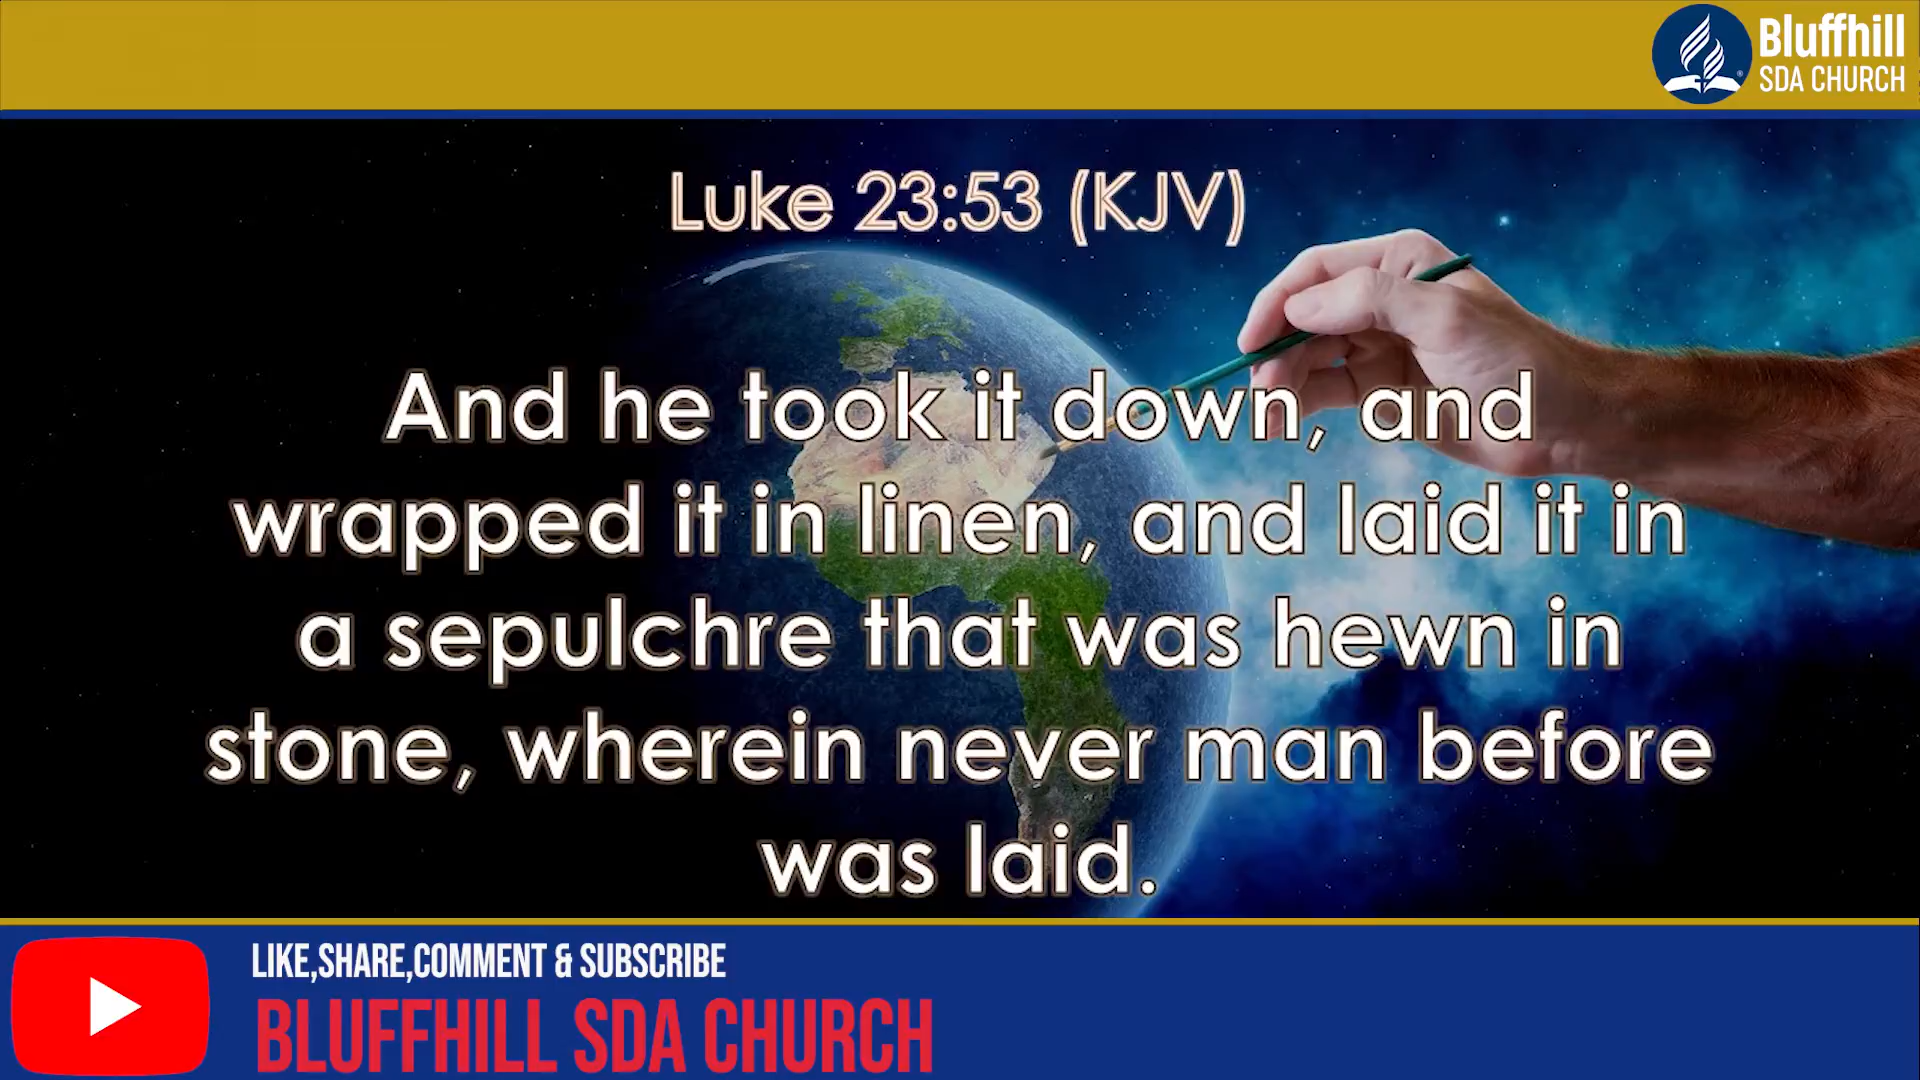 Bluffhill
SDA CHURCH
Luke 23:53 (KJV)
And he took it down, and
wrapped it in linen, and laid it in
a sepulchre that was hewn in
stone, wherein never man before
was laid.
LIKE,SHARE,COMMENT & SUBSCRIBE
BLUFFHILL SDA CHURCH